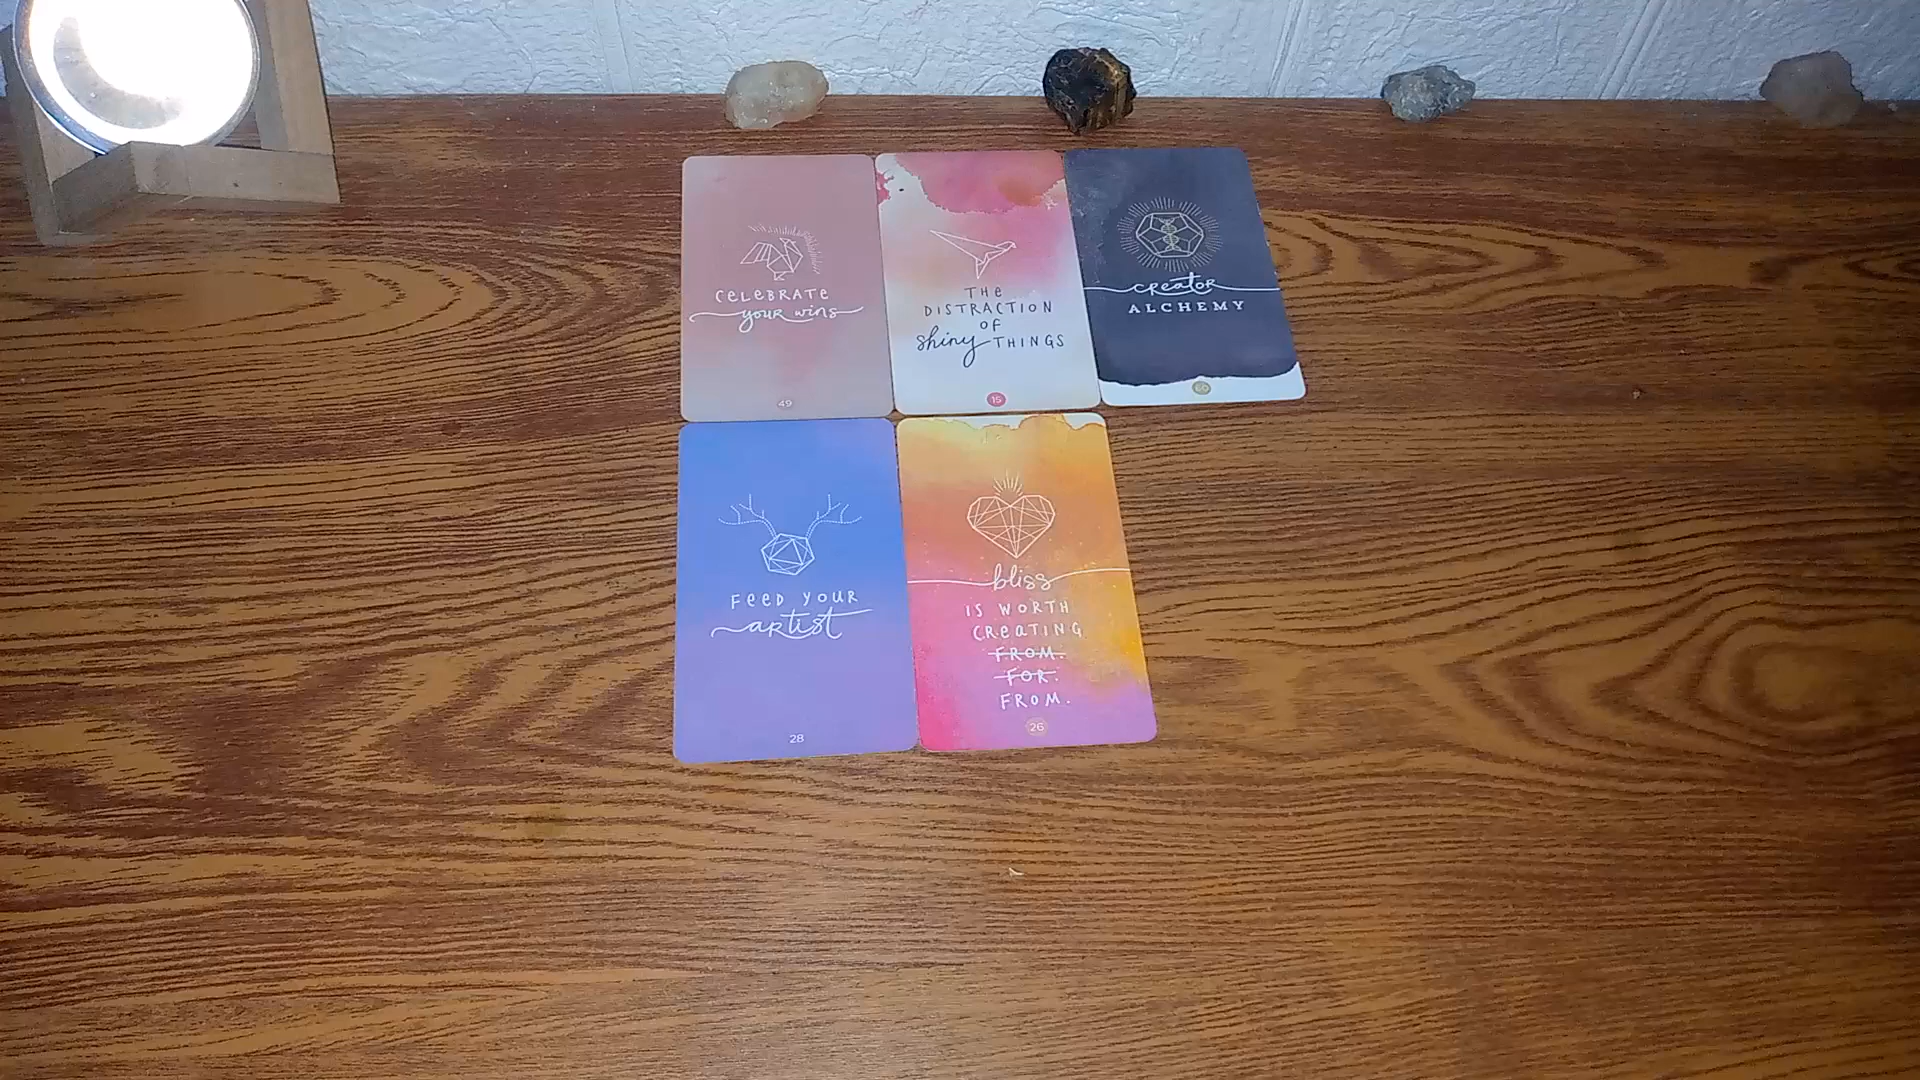 CELEBRATE
your wins
49
THE
DISTRACTION
OF
shiny THINGS
15
creator
ALCHEMY
FEED YOUR
artist
28
bliss
IS WORTH
CREATING
FROM.
FOR.
FROM.
26